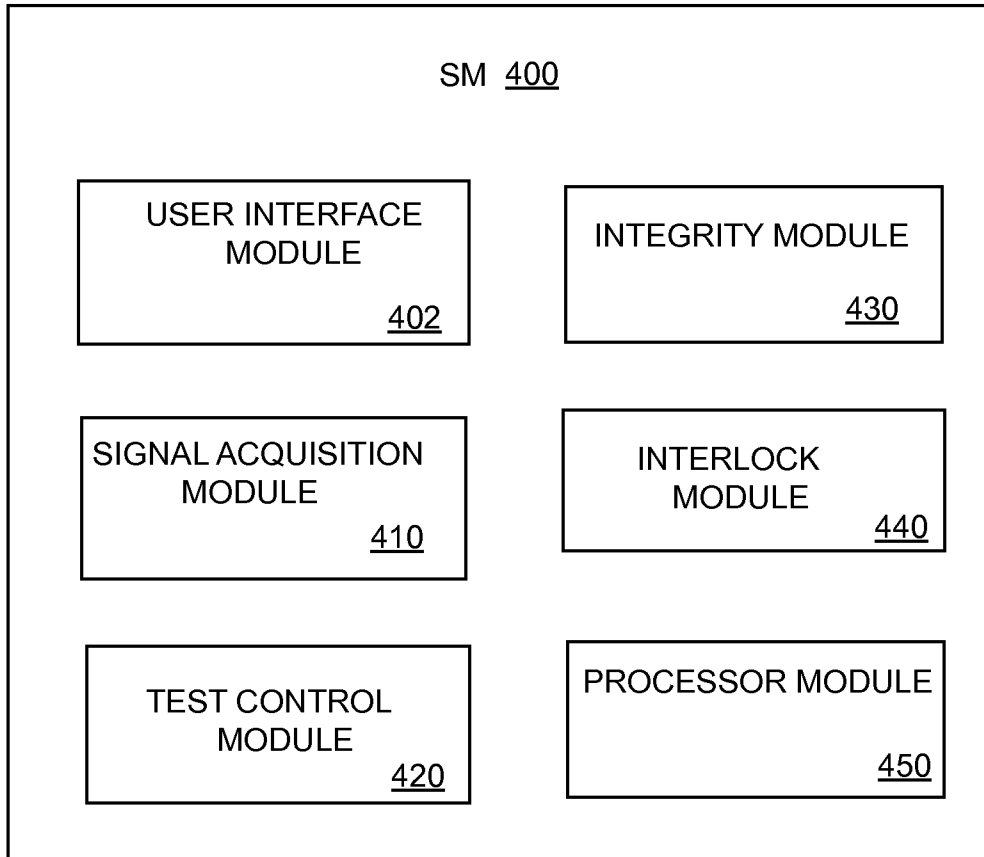 SM 400
USER INTERFACE
MODULE
402
INTEGRITY MODULE
430
SIGNAL ACQUISITION
MODULE
410
INTERLOCK
MODULE
440
TEST CONTROL
MODULE
420
PROCESSOR MODULE
450